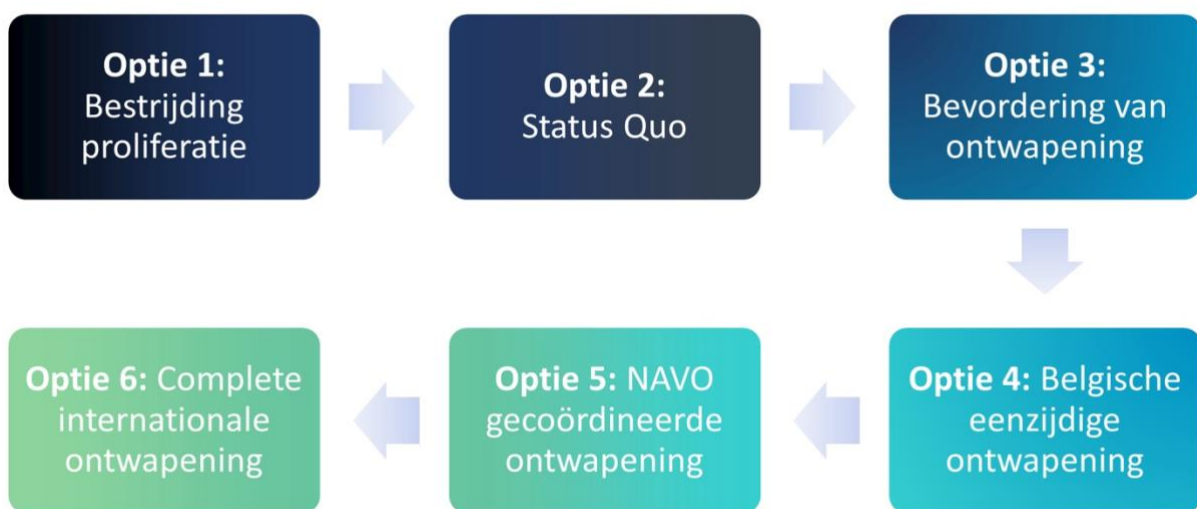 Optie 1:
Bestrijding
proliferatie
Optie 2:
Status Quo
Optie 3:
Bevordering van
ontwapening
Optie 4: Belgische
eenzijdige
ontwapening
Optie 5: NAVO
gecoördineerde
ontwapening
Optie 6: Complete
internationale
ontwapening